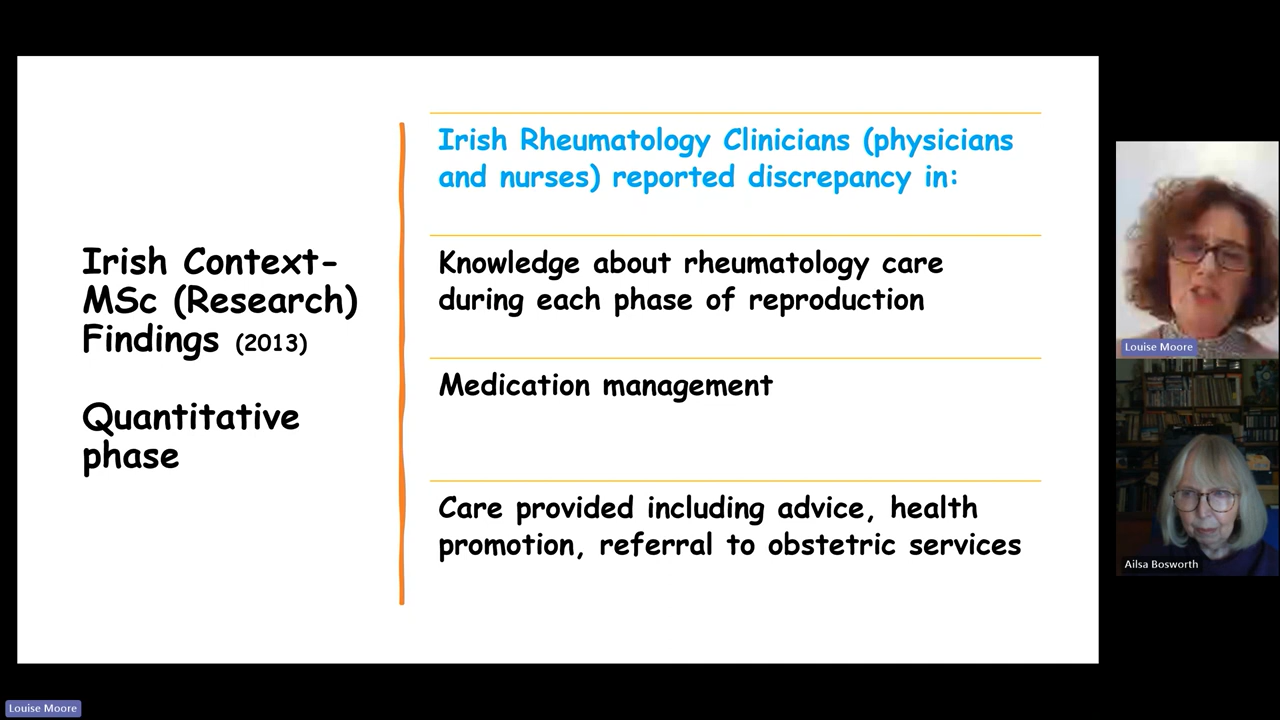 Irish Context-
MSc (Research)
Findings (2013)
Quantitative
phase
Irish Rheumatology Clinicians (physicians
and nurses) reported discrepancy in:
Knowledge about rheumatology care
during each phase of reproduction
Medication management
Care provided including advice, health
promotion, referral to obstetric services
Louise Moore
Ailsa Bosworth
Louise Moore